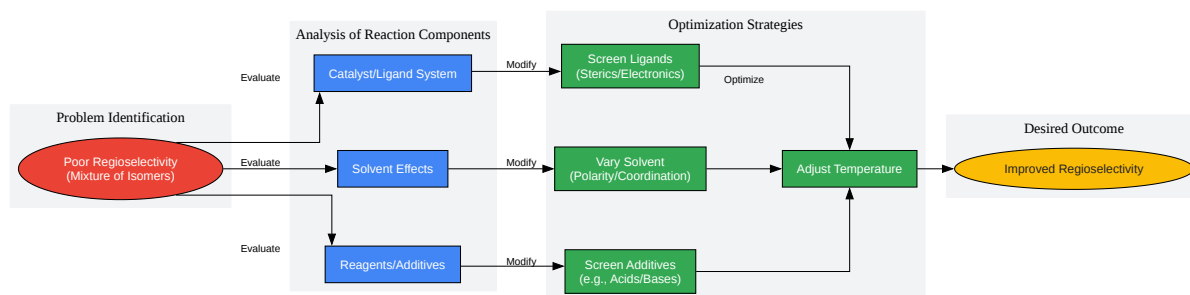 Optimization Strategies
Analysis of Reaction Components
Problem Identification
Desired Outcome
Evaluate
Catalyst/Ligand System
Modify
Screen Ligands
(Sterics/Electronics)
Optimize
Poor Regioselectivity
(Mixture of Isomers)
Evaluate
Solvent Effects
Modify
Vary Solvent
(Polarity/Coordination)
Adjust Temperature
Improved Regioselectivity
Evaluate
Reagents/Additives
Modify
Screen Additives
(e.g., Acids/Bases)